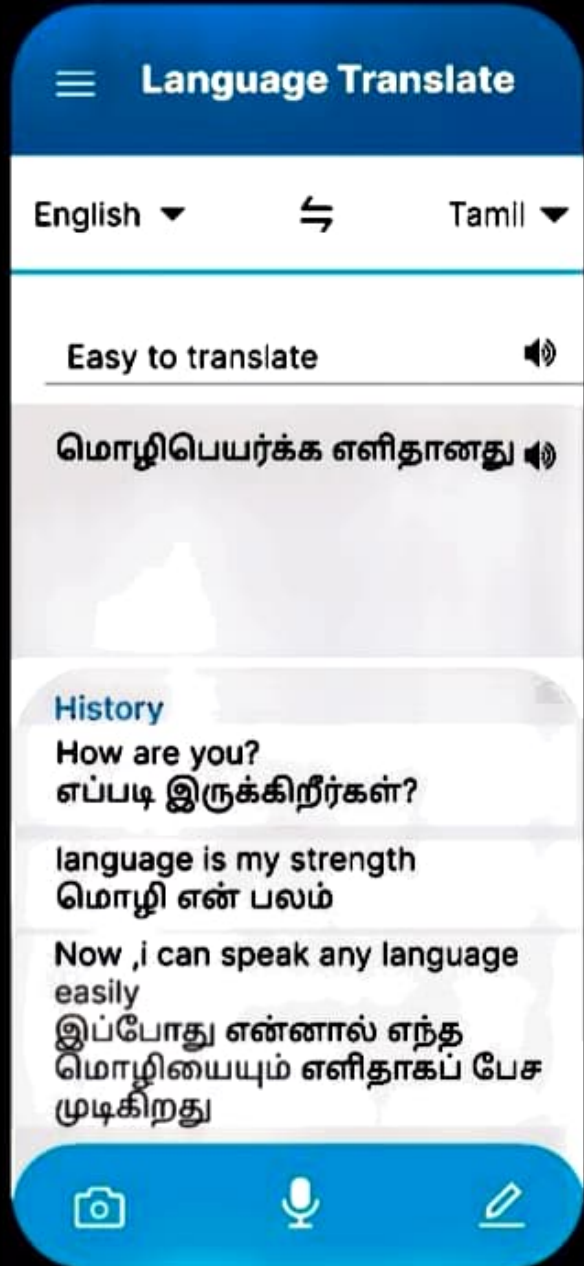 Language Translate
English
Tamil
Easy to translate
மொழிபெயர்க்க எளிதானது
History
How are you?
எப்படி இருக்கிறீர்கள்?
language is my strength
மொழி என் பலம்
Now ,i can speak any language
easily
இப்போது என்னால் எந்த
மொழியையும் எளிதாகப் பேச
முடிகிறது